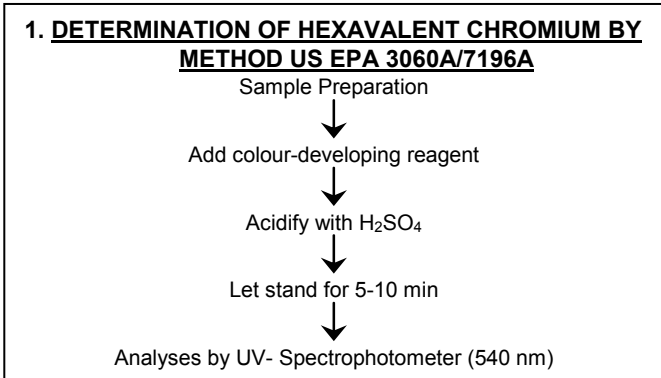 1. DETERMINATION OF HEXAVALENT CHROMIUM BY
METHOD US EPA 3060A/7196A
Sample Preparation
Add colour-developing reagent
Acidify with H₂SO₄
Let stand for 5-10 min
Analyses by UV- Spectrophotometer (540 nm)